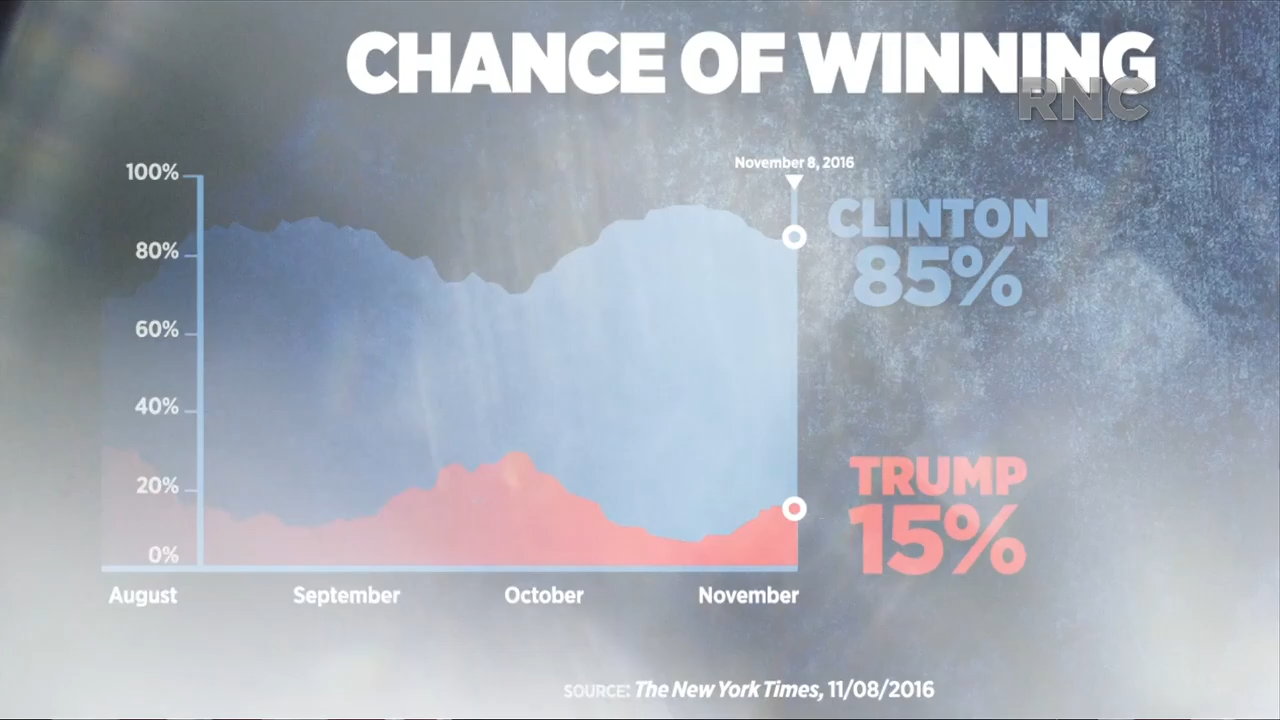 CHANCE OF WINNING
RNC
November 8, 2016
100%
80%
60%
40%
20%
0%
CLINTON
85%
TRUMP
15%
August September October November
SOURCE: The New York Times, 11/08/2016